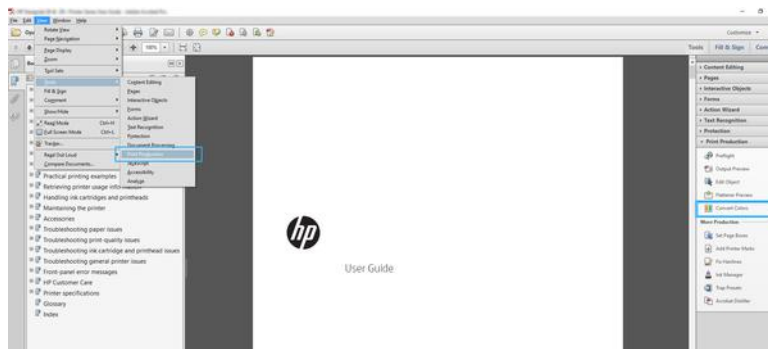 File Edit View Window Help
Customize
100%
Tools Fill & Sign Com
Rotate View
Page Navigation
Page Display
Zoom
Tool Sets
Tools
Fill & Sign
Comment
Show/Hide
Read Mode Ctrl+H
Full Screen Mode Ctrl+L
Tracker...
Read Out Loud
Compare Documents...
Content Editing
Pages
Interactive Objects
Forms
Action Wizard
Text Recognition
Protection
Document Processing
Print Production
JavaScript
Accessibility
Analyze
Practical printing examples
Retrieving printer usage information
Handling ink cartridges and printheads
Maintaining the printer
Accessories
Troubleshooting paper issues
Troubleshooting print-quality issues
Troubleshooting ink cartridge and printhead issues
Troubleshooting general printer issues
Front-panel error messages
HP Customer Care
Printer specifications
Glossary
Index
hp
User Guide
Content Editing
Pages
Interactive Objects
Forms
Action Wizard
Text Recognition
Protection
Print Production
Preflight
Output Preview
Edit Object
Flattener Preview
Convert Colors
More Production
Set Page Boxes
Add Printer Marks
Fix Hairlines
Ink Manager
Trap Presets
Acrobat Distiller